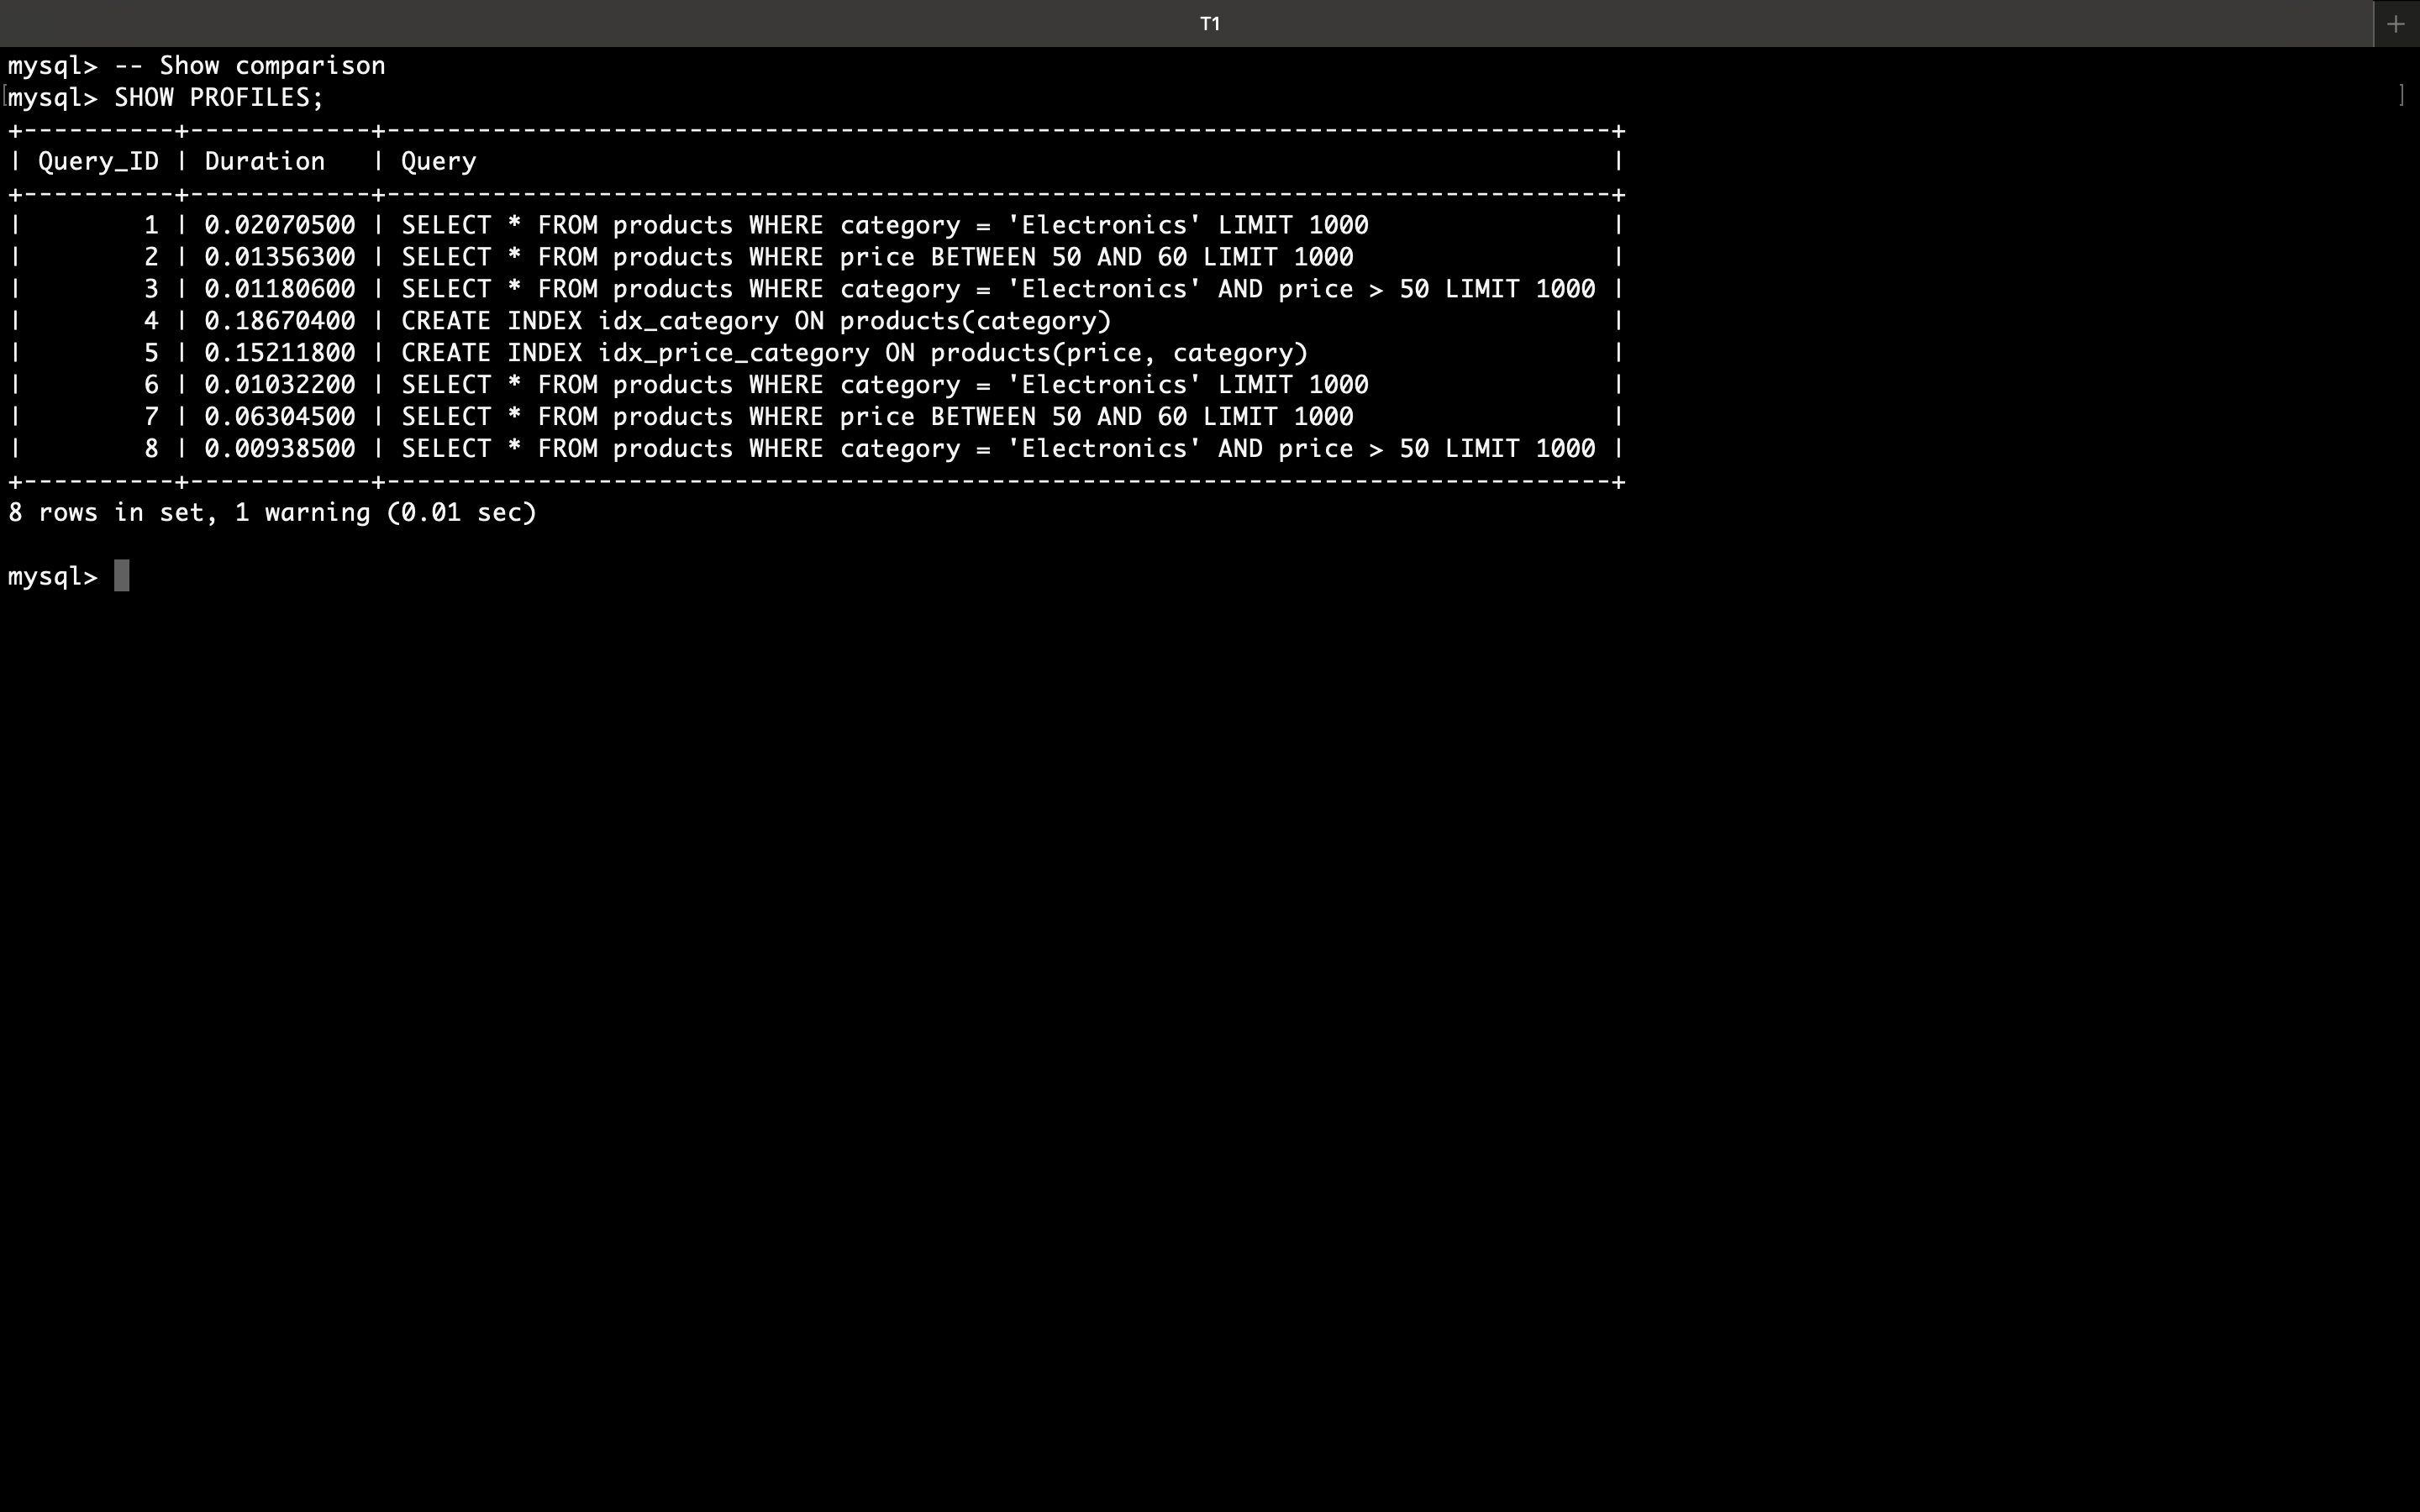 T1
mysql> -- Show comparison
mysql> SHOW PROFILES;
+----------+------------+---------------------------------------------------------------------------------+
| Query_ID | Duration   | Query                                                                           |
+----------+------------+---------------------------------------------------------------------------------+
|        1 | 0.02070500 | SELECT * FROM products WHERE category = 'Electronics' LIMIT 1000                |
|        2 | 0.01356300 | SELECT * FROM products WHERE price BETWEEN 50 AND 60 LIMIT 1000                 |
|        3 | 0.01180600 | SELECT * FROM products WHERE category = 'Electronics' AND price > 50 LIMIT 1000 |
|        4 | 0.18670400 | CREATE INDEX idx_category ON products(category)                                 |
|        5 | 0.15211800 | CREATE INDEX idx_price_category ON products(price, category)                    |
|        6 | 0.01032200 | SELECT * FROM products WHERE category = 'Electronics' LIMIT 1000                |
|        7 | 0.06304500 | SELECT * FROM products WHERE price BETWEEN 50 AND 60 LIMIT 1000                 |
|        8 | 0.00938500 | SELECT * FROM products WHERE category = 'Electronics' AND price > 50 LIMIT 1000 |
+----------+------------+---------------------------------------------------------------------------------+
8 rows in set, 1 warning (0.01 sec)
mysql>